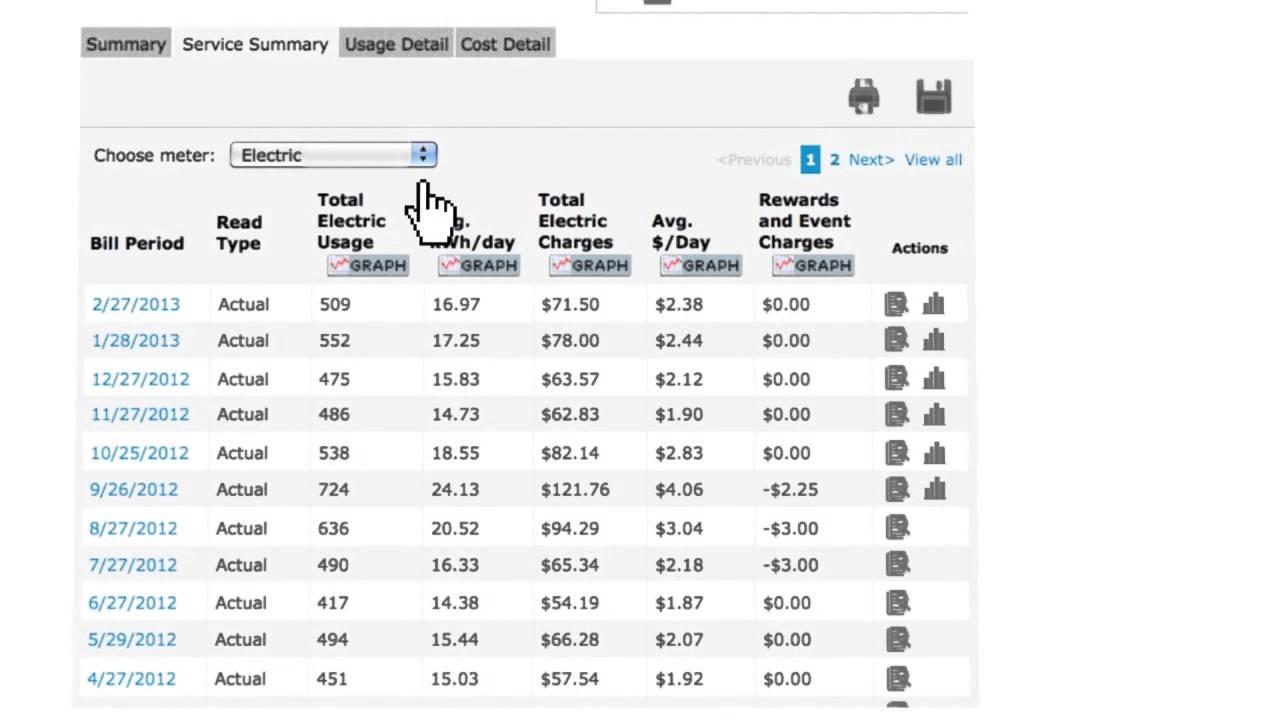 Summary Service Summary Usage Detail Cost Detail
Choose meter: Electric <Previous 1 2 Next> View all
Bill Period Read Type Total Electric Usage /day Total Electric Charges Avg. $/Day Rewards and Event Charges Actions
GRAPH GRAPH GRAPH GRAPH GRAPH
2/27/2013 Actual 509 16.97 $71.50 $2.38 $0.00
1/28/2013 Actual 552 17.25 $78.00 $2.44 $0.00
12/27/2012 Actual 475 15.83 $63.57 $2.12 $0.00
11/27/2012 Actual 486 14.73 $62.83 $1.90 $0.00
10/25/2012 Actual 538 18.55 $82.14 $2.83 $0.00
9/26/2012 Actual 724 24.13 $121.76 $4.06 -$2.25
8/27/2012 Actual 636 20.52 $94.29 $3.04 -$3.00
7/27/2012 Actual 490 16.33 $65.34 $2.18 -$3.00
6/27/2012 Actual 417 14.38 $54.19 $1.87 $0.00
5/29/2012 Actual 494 15.44 $66.28 $2.07 $0.00
4/27/2012 Actual 451 15.03 $57.54 $1.92 $0.00